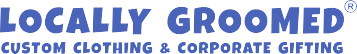 LOCALLY GROOMED®
CUSTOM CLOTHING & CORPORATE GIFTING